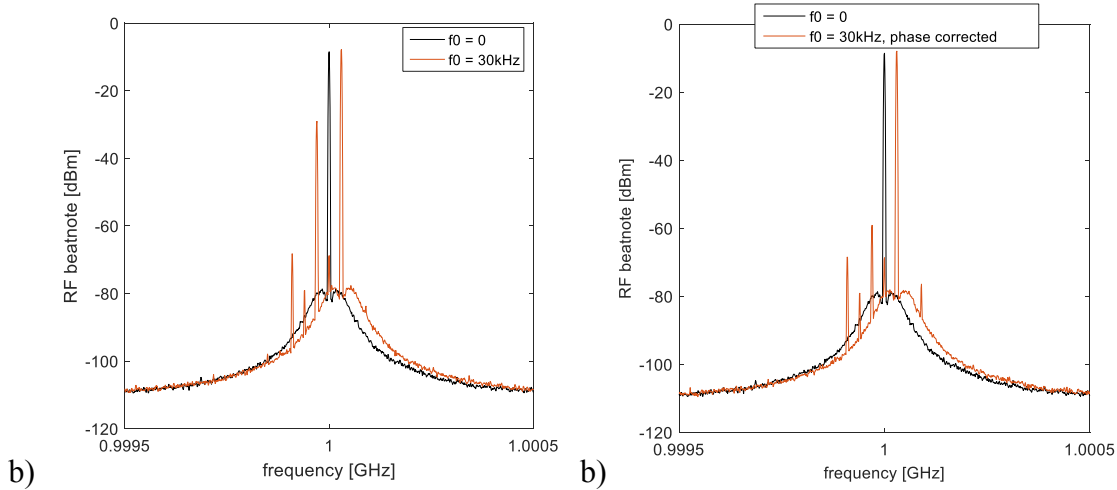 0
-20
-40
-60
-80
-100
-120
RF beatnote [dBm]
f0 = 0
f0 = 30kHz
0.9995
1
1.0005
frequency [GHz]
b)
0
-20
-40
-60
-80
-100
-120
RF beatnote [dBm]
f0 = 0
f0 = 30kHz, phase corrected
0.9995
1
1.0005
frequency [GHz]
b)